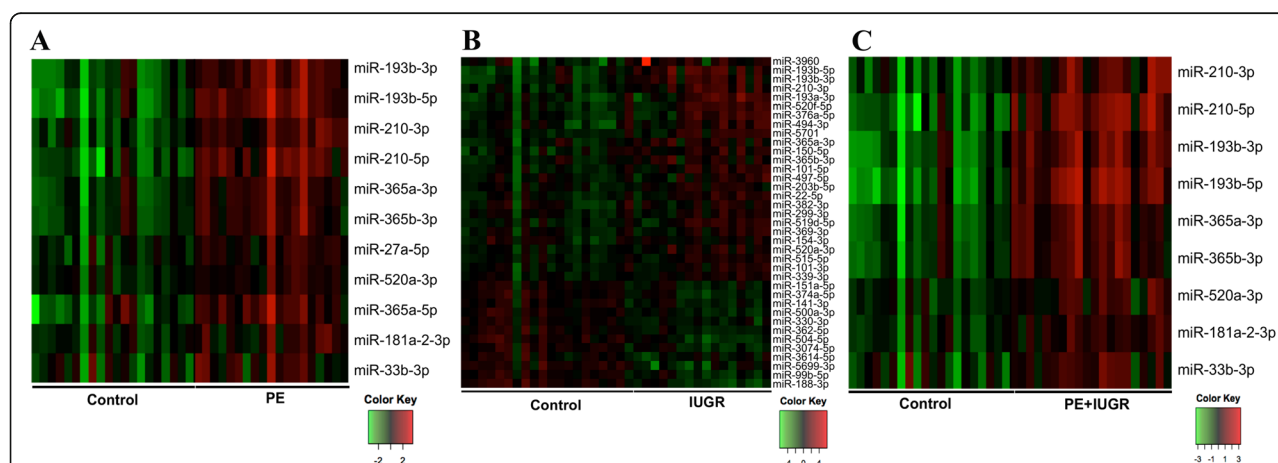 A
miR-193b-3p
miR-193b-5p
miR-210-3p
miR-210-5p
miR-365a-3p
miR-365b-3p
miR-27a-5p
miR-520a-3p
miR-365a-5p
miR-181a-2-3p
miR-33b-3p
Control
PE
Color Key
-2 2
B
miR-3960
miR-193b-5p
miR-193b-3p
miR-210-3p
miR-193a-3p
miR-520f-5p
miR-376a-5p
miR-494-3p
miR-5701
miR-365a-3p
miR-150-5p
miR-365b-3p
miR-101-5p
miR-497-5p
miR-203b-5p
miR-22-5p
miR-382-3p
miR-299-3p
miR-519d-5p
miR-369-3p
miR-154-3p
miR-520a-3p
miR-515-5p
miR-101-3p
miR-339-3p
miR-151a-5p
miR-374a-5p
miR-141-3p
miR-500a-3p
miR-330-3p
miR-362-5p
miR-504-5p
miR-3074-5p
miR-3614-5p
miR-5699-3p
miR-99b-5p
miR-188-3p
Control
IUGR
Color Key
C
miR-210-3p
miR-210-5p
miR-193b-3p
miR-193b-5p
miR-365a-3p
miR-365b-3p
miR-520a-3p
miR-181a-2-3p
miR-33b-3p
Control
PE+IUGR
Color Key
-3 -1 1 3